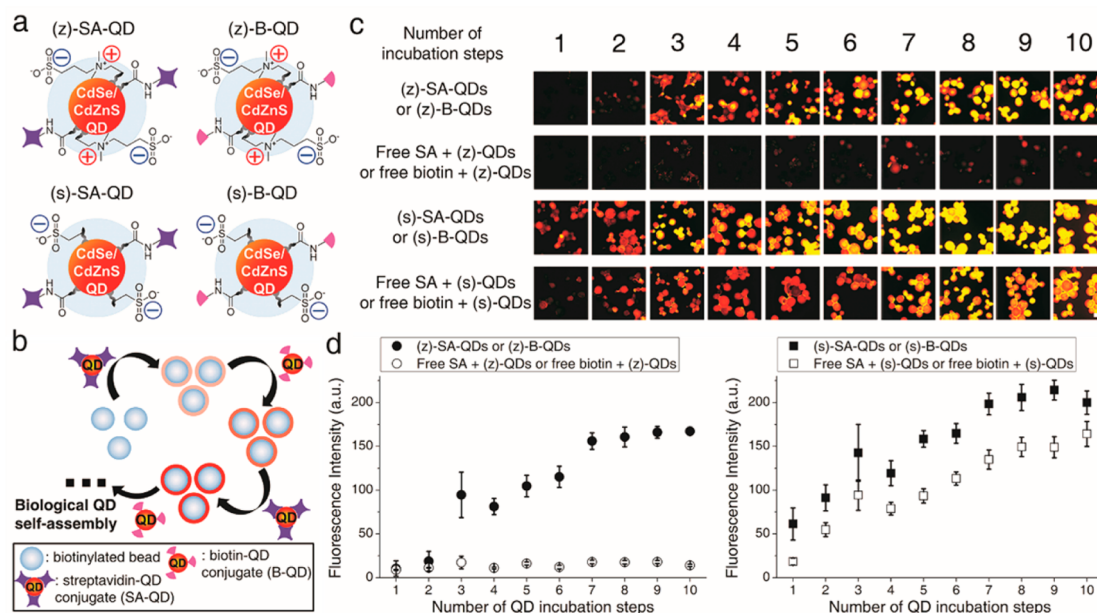 a
(z)-SA-QD
(z)-B-QD
CdSe/
CdZnS
QD
CdSe/
CdZnS
QD
(s)-SA-QD
(s)-B-QD
CdSe/
CdZnS
QD
CdSe/
CdZnS
QD
b
QD
QD
QD
QD
Biological QD
self-assembly
: biotinylated bead
: streptavidin-QD
conjugate (SA-QD)
: biotin-QD
conjugate (B-QD)
c
Number of
incubation steps
1 2 3 4 5 6 7 8 9 10
(z)-SA-QDs
or (z)-B-QDs
Free SA + (z)-QDs
or free biotin + (z)-QDs
(s)-SA-QDs
or (s)-B-QDs
Free SA + (s)-QDs
or free biotin + (s)-QDs
d
(z)-SA-QDs or (z)-B-QDs
Free SA + (z)-QDs or free biotin + (z)-QDs
Fluorescence Intensity (a.u.)
200
150
100
50
0
1 2 3 4 5 6 7 8 9 10
Number of QD incubation steps
(s)-SA-QDs or (s)-B-QDs
Free SA + (s)-QDs or free biotin + (s)-QDs
Fluorescence Intensity (a.u.)
200
150
100
50
0
1 2 3 4 5 6 7 8 9 10
Number of QD incubation steps